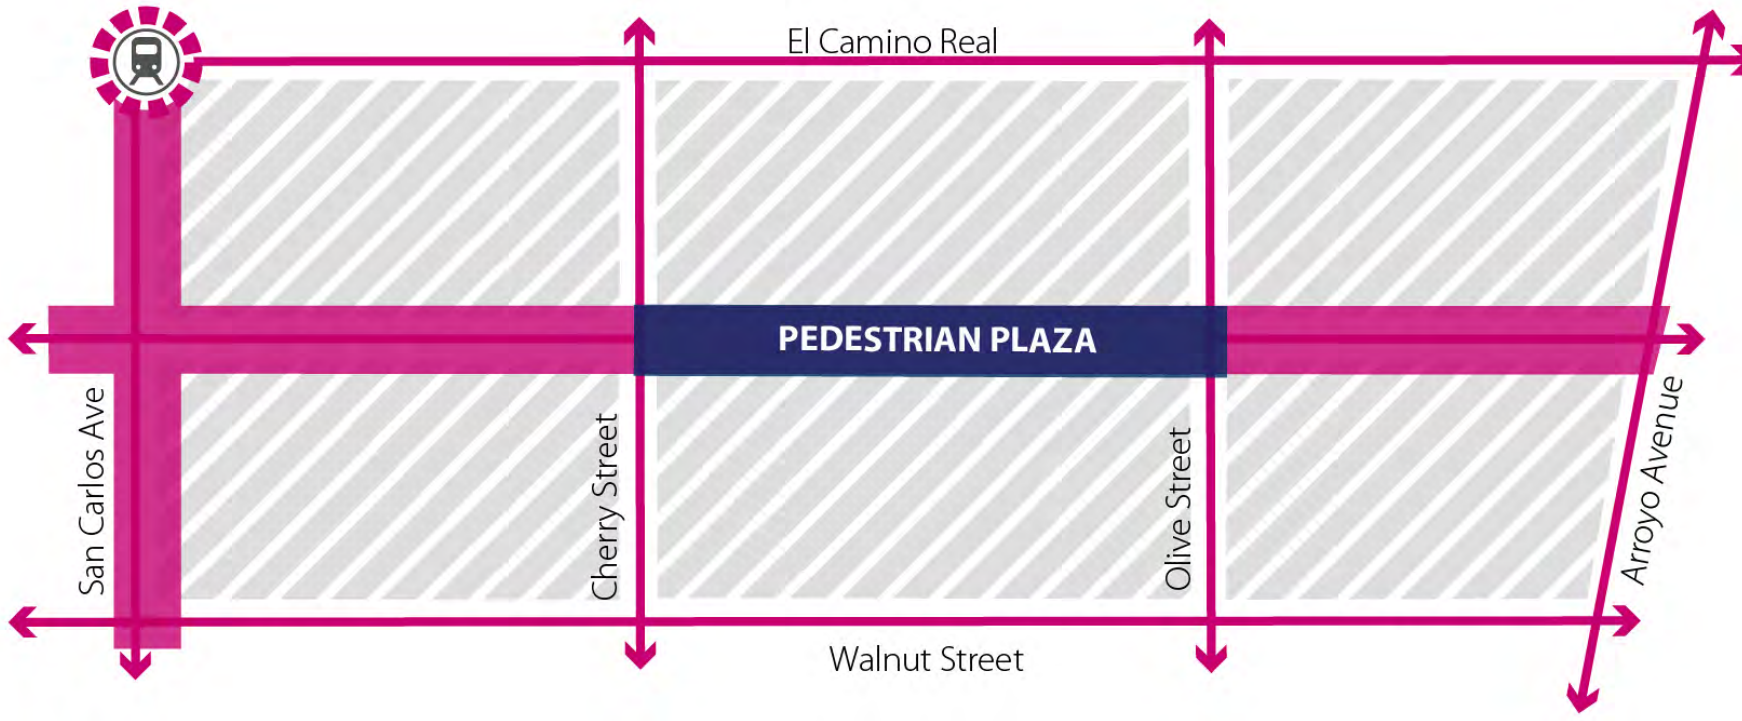 El Camino Real
PEDESTRIAN PLAZA
San Carlos Ave
Cherry Street
Olive Street
Arroyo Avenue
Walnut Street